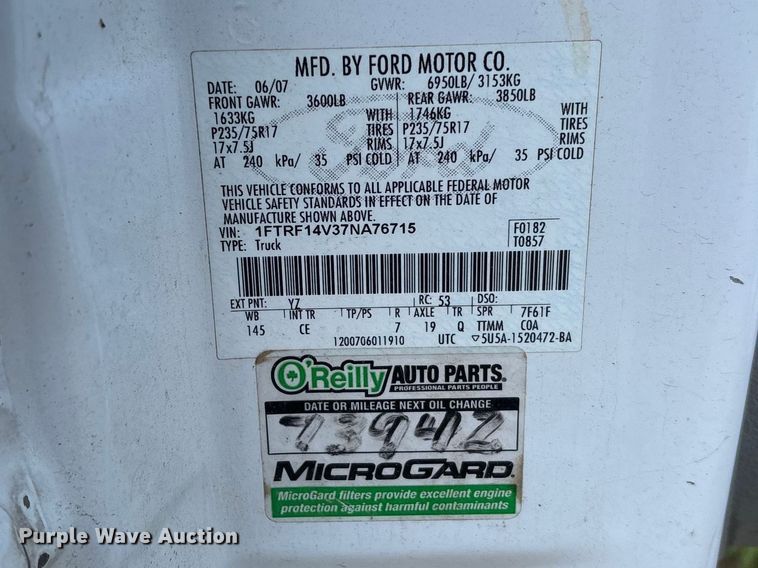 MFD. BY FORD MOTOR CO.
DATE: 06/07 GVWR: 6950LB/ 3153KG
FRONT GAWR: 3600LB REAR GAWR: 3850LB
1633KG WITH 1746KG WITH
P235/75R17 TIRES P235/75R17 TIRES
17x7.5J RIMS 17x7.5J RIMS
AT 240 kPa/ 35 PSI COLD AT 240 kPa/ 35 PSI COLD
Ford
THIS VEHICLE CONFORMS TO ALL APPLICABLE FEDERAL MOTOR
VEHICLE SAFETY STANDARDS IN EFFECT ON THE DATE OF
MANUFACTURE SHOWN ABOVE.
VIN: 1FTRF14V37NA76715 F0182
TYPE: Truck T0857
EXT PNT: YZ RC: 53 DSO:
WB INT TR TP/PS R AXLE TR SPR 7F61F
145 CE 7 19 Q TTMM COA
1200706011910 UTC ▽5U5A-1520472-BA
O'Reilly AUTO PARTS®
PROFESSIONAL PARTS PEOPLE
DATE OR MILEAGE NEXT OIL CHANGE
73942
MICROGARD®
MicroGard filters provide excellent engine
protection against harmful contaminants
Purple Wave Auction